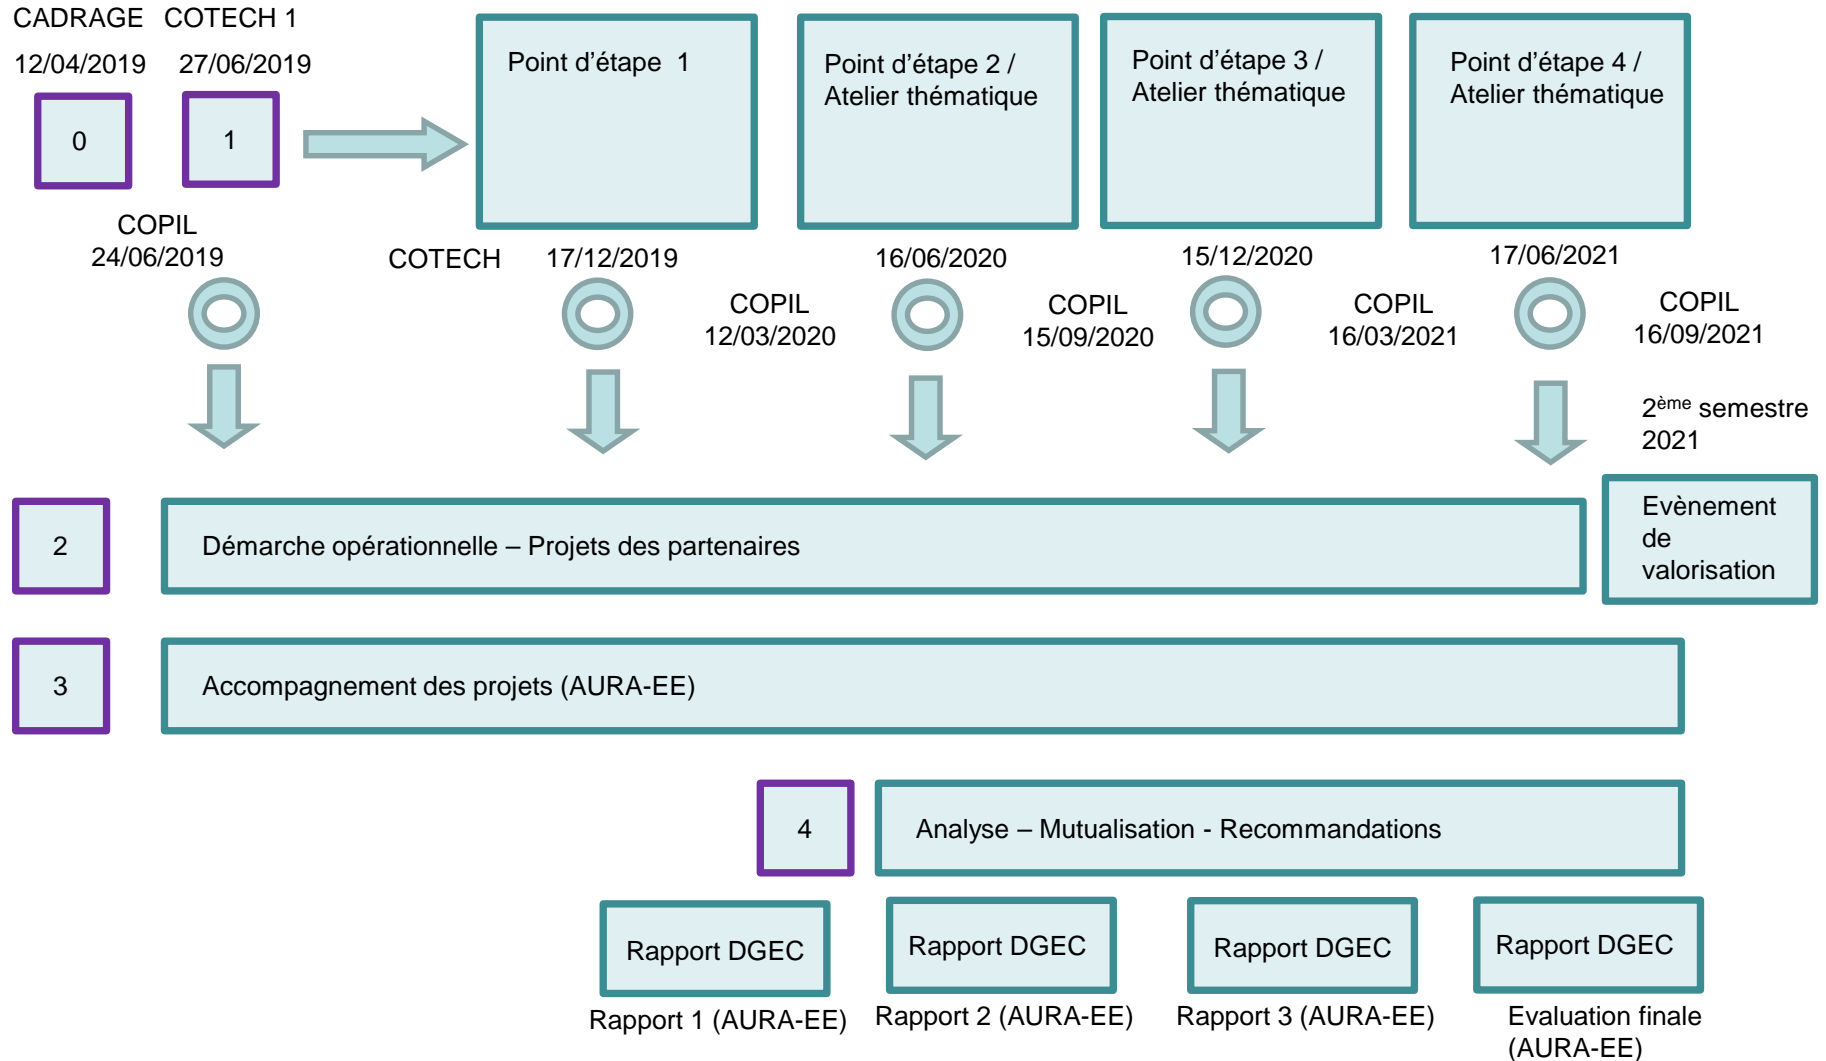 CADRAGE
12/04/2019
COTECH 1
27/06/2019
0
1
Point d’étape 1
Point d’étape 2 /
Atelier thématique
Point d’étape 3 /
Atelier thématique
Point d’étape 4 /
Atelier thématique
COPIL
24/06/2019
COTECH
17/12/2019
16/06/2020
15/12/2020
17/06/2021
COPIL
12/03/2020
COPIL
15/09/2020
COPIL
16/03/2021
COPIL
16/09/2021
2ème semestre
2021
2
Démarche opérationnelle – Projets des partenaires
Evènement
de
valorisation
3
Accompagnement des projets (AURA-EE)
4
Analyse – Mutualisation - Recommandations
Rapport DGEC
Rapport DGEC
Rapport DGEC
Rapport DGEC
Rapport 1 (AURA-EE)
Rapport 2 (AURA-EE)
Rapport 3 (AURA-EE)
Evaluation finale
(AURA-EE)